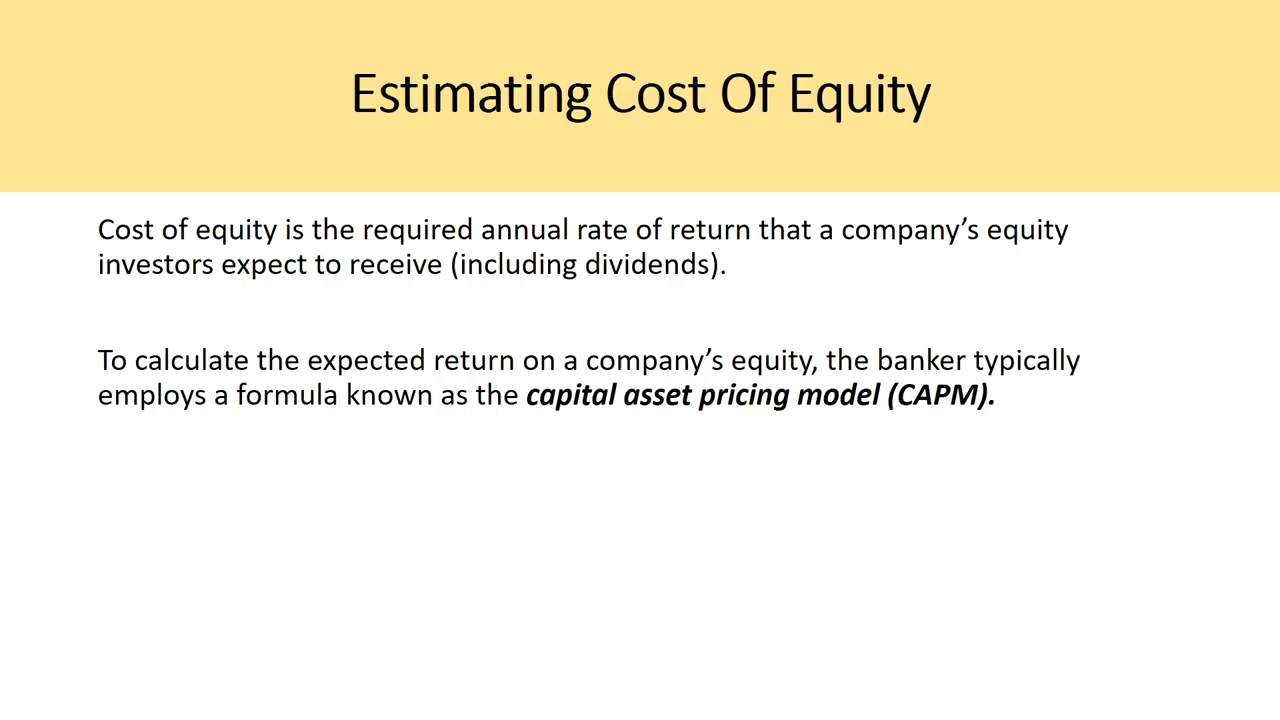 Estimating Cost Of Equity
Cost of equity is the required annual rate of return that a company’s equity
investors expect to receive (including dividends).
To calculate the expected return on a company’s equity, the banker typically
employs a formula known as the capital asset pricing model (CAPM).